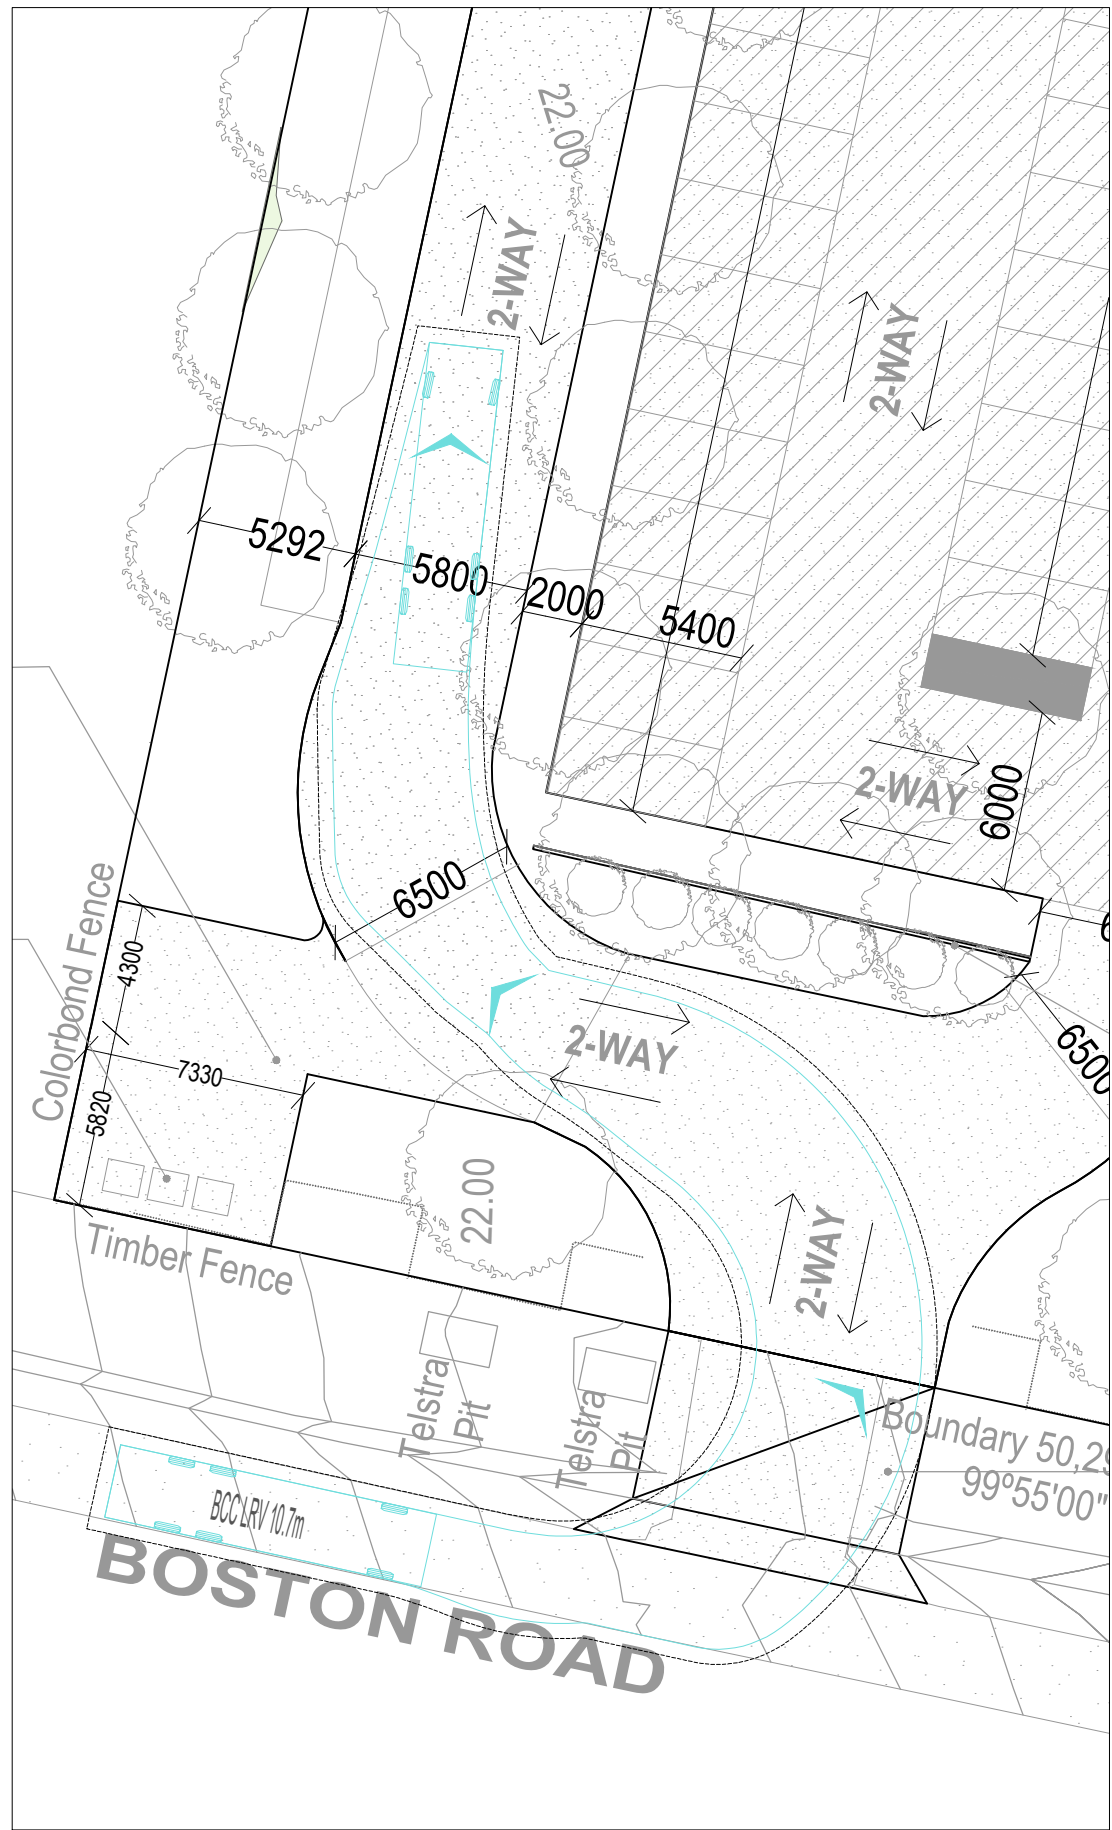 22.00
2-WAY
2-WAY
5292
5800
2000
5400
2-WAY
6000
6500
Colorbond Fence
4300
2-WAY
6500
7330
5820
22.00
2-WAY
Timber Fence
Telstra
Pit
Telstra
Pit
Boundary 50,29
99°55'00"
BCC LRV 10.7m
BOSTON ROAD